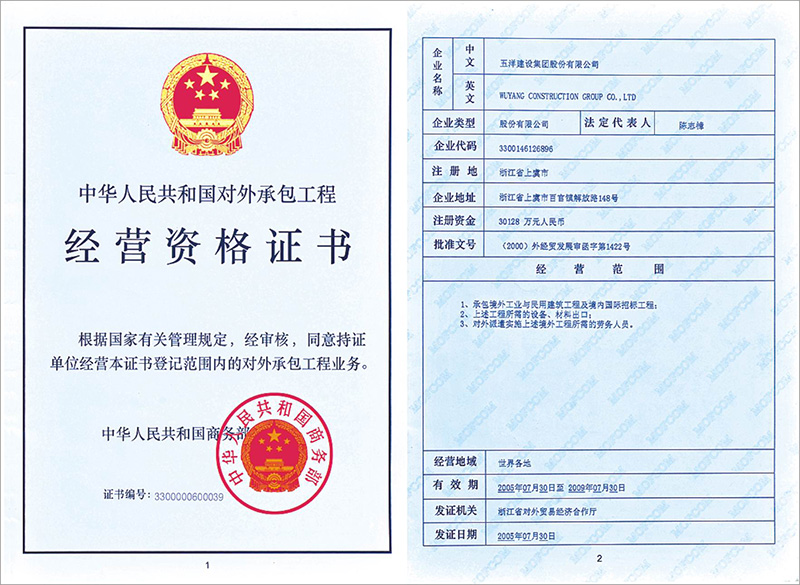 中华人民共和国对外承包工程
经营资格证书
根据国家有关管理规定，经审核，同意持证
单位经营本证书登记范围内的对外承包工程业务。
中华人民共和国商务部
中华人民共和国商务部
证书编号：3300000600039
1
企业名称 中文 五洋建设集团股份有限公司
英文 WUYANG CONSTRUCTION GROUP CO.,LTD
企业类型 股份有限公司 法定代表人 陈志樟
企业代码 3300146126896
注册地 浙江省上虞市
企业地址 浙江省上虞市百官镇解放路148号
注册资金 30128 万元人民币
批准文号 （2000）外经贸发展审函字第1422号
经营范围
1、承包境外工业与民用建筑工程及境内国际招标工程；
2、上述工程所需的设备、材料出口；
3、对外派遣实施上述境外工程所需的劳务人员。
经营地域 世界各地
有效期 2005年07月30日至 2009年07月30日
发证机关 浙江省对外贸易经济合作厅
发证日期 2005年07月30日
2